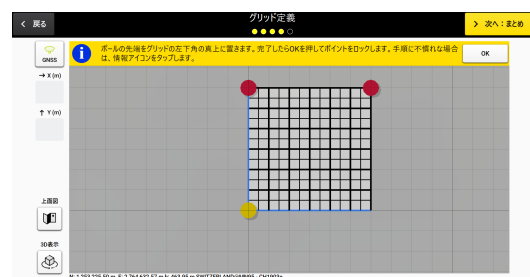 戻る
グリッド定義
次へ：まとめ
GNSS
ポールの先端をグリッドの左下角の真上に置きます。完了したらOKを押してポイントをロックします。手順に不慣れな場合
は、情報アイコンをタップします。
OK
→ X (m)
↑ Y (m)
上面図
3D表示